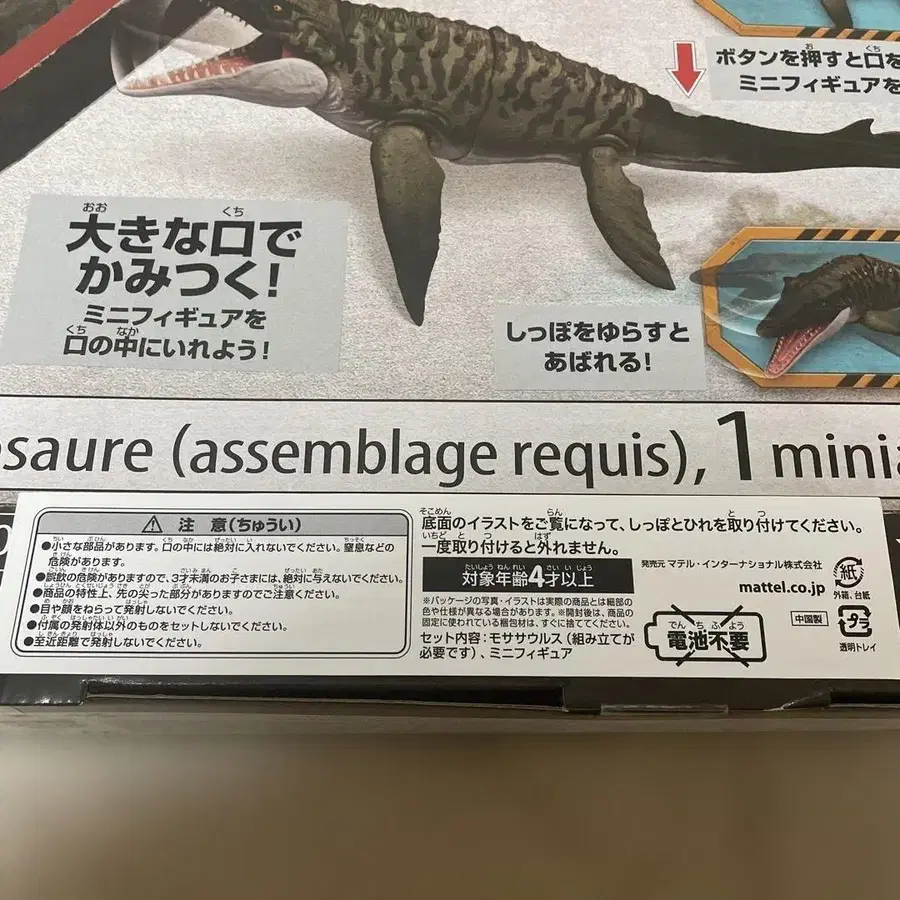 ボタンを押すと口を
ミニフィギュアを
大きな口で
かみつく!
ミニフィギュアを
口の中にいれよう!
しっぽをゆらすと
あばれる!
saure (assemblage requis), 1 mini
注 意(ちゅうい)
●小さな部品があります。口の中には絶対に入れないでください。窒息などの
危険があります。
●誤飲の危険がありますので、3才未満のお子さまには、絶対に与えないでください。
●商品の特性上、先の尖った部分がありますのでご注意ください。
●目や顔をねらって発射しないでください。
●付属の発射体以外のものをセットしないでください。
●至近距離で発射しないでください。
底面のイラストをご覧になって、しっぽとひれを取り付けてください。
一度取り付けると外れません。
対象年齢4才以上
※パッケージの写真・イラストは実際の商品とは細部の
色や仕様が異なる場合があります。※開封後は、商品の
固定に使われている梱包材は、すぐに捨ててください。
セット内容:モササウルス(組み立てが
必要です)、ミニフィギュア
発売元 マテル・インターナショナル株式会社
mattel.co.jp
でんちふよう
電池不要
中国製
紙
外箱、台紙
プラ
透明トレイ